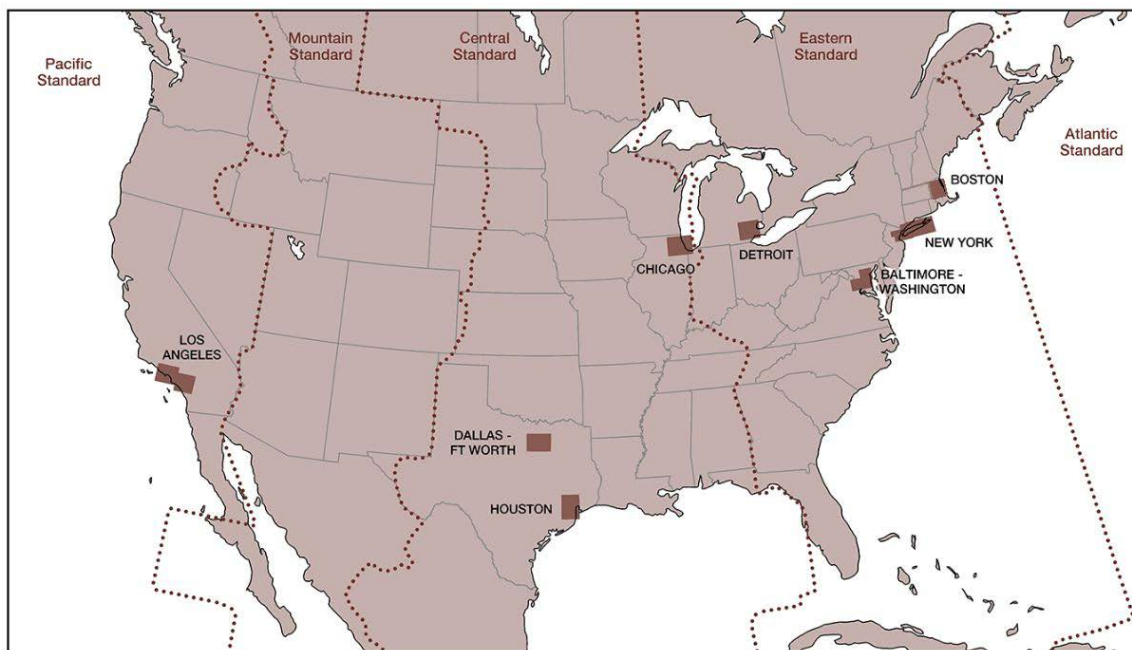 Pacific
Standard
Mountain
Standard
Central
Standard
Eastern
Standard
Atlantic
Standard
BOSTON
NEW YORK
DETROIT
CHICAGO
BALTIMORE -
WASHINGTON
LOS
ANGELES
DALLAS -
FT WORTH
HOUSTON